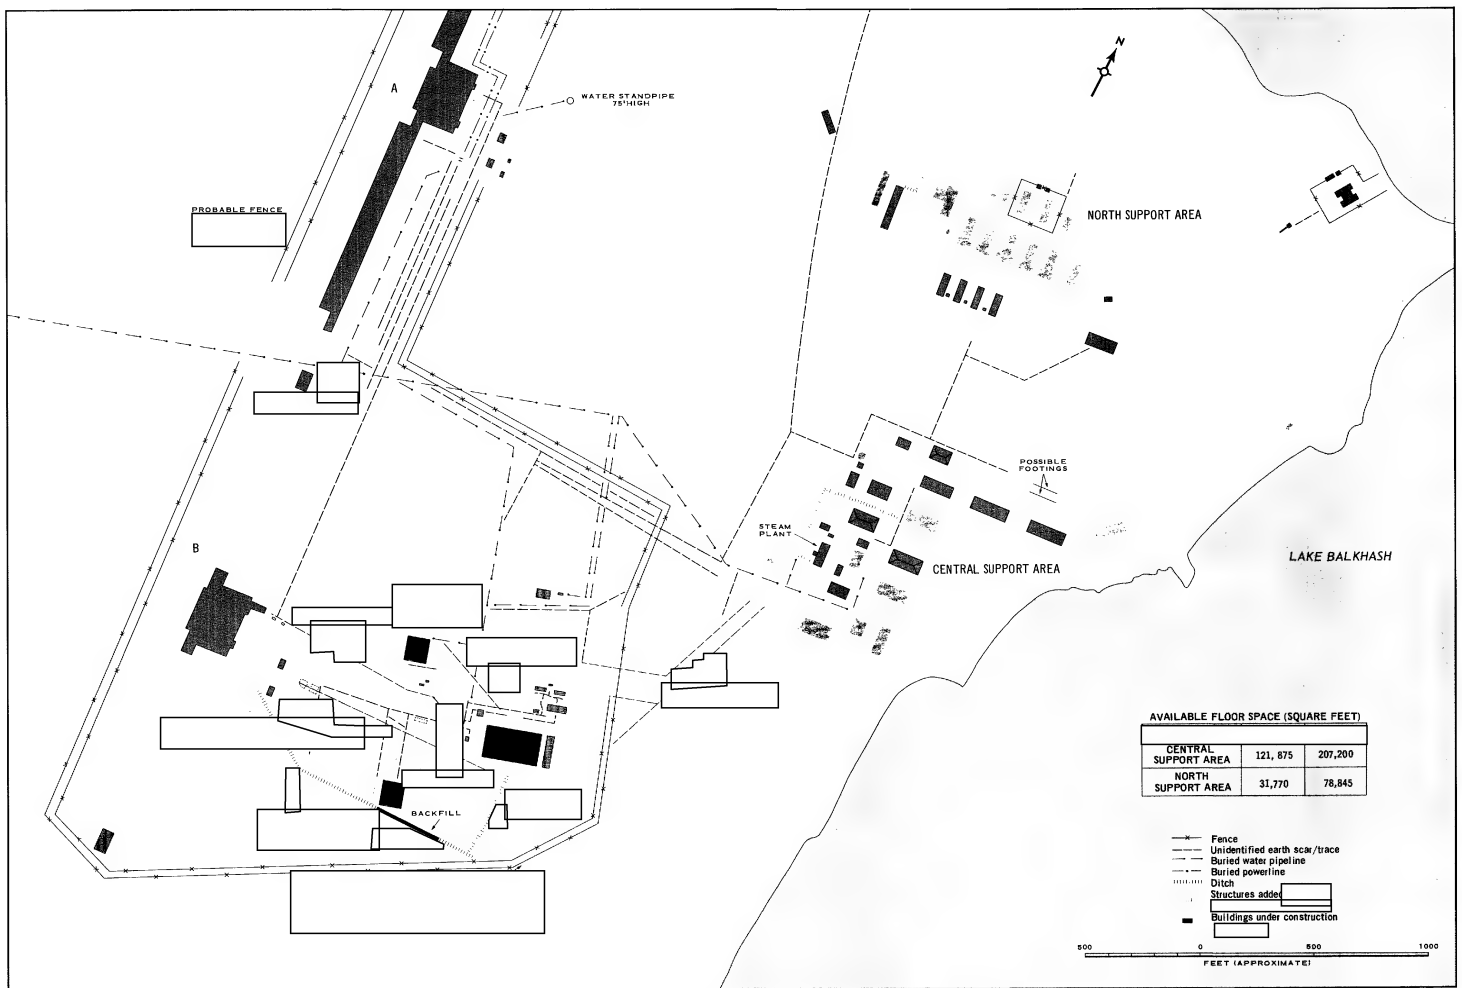 N
A
WATER STANDPIPE
75'HIGH
PROBABLE FENCE
NORTH SUPPORT AREA
POSSIBLE
FOOTINGS
STEAM
PLANT
B
LAKE BALKHASH
CENTRAL SUPPORT AREA
BACKFILL
AVAILABLE FLOOR SPACE (SQUARE FEET)
CENTRAL
SUPPORT AREA 121,875 207,200
NORTH
SUPPORT AREA 31,770 78,845
Fence
Unidentified earth scar/trace
Buried water pipeline
Buried powerline
Ditch
Structures added
Buildings under construction
500 0 500 1000
FEET (APPROXIMATE)